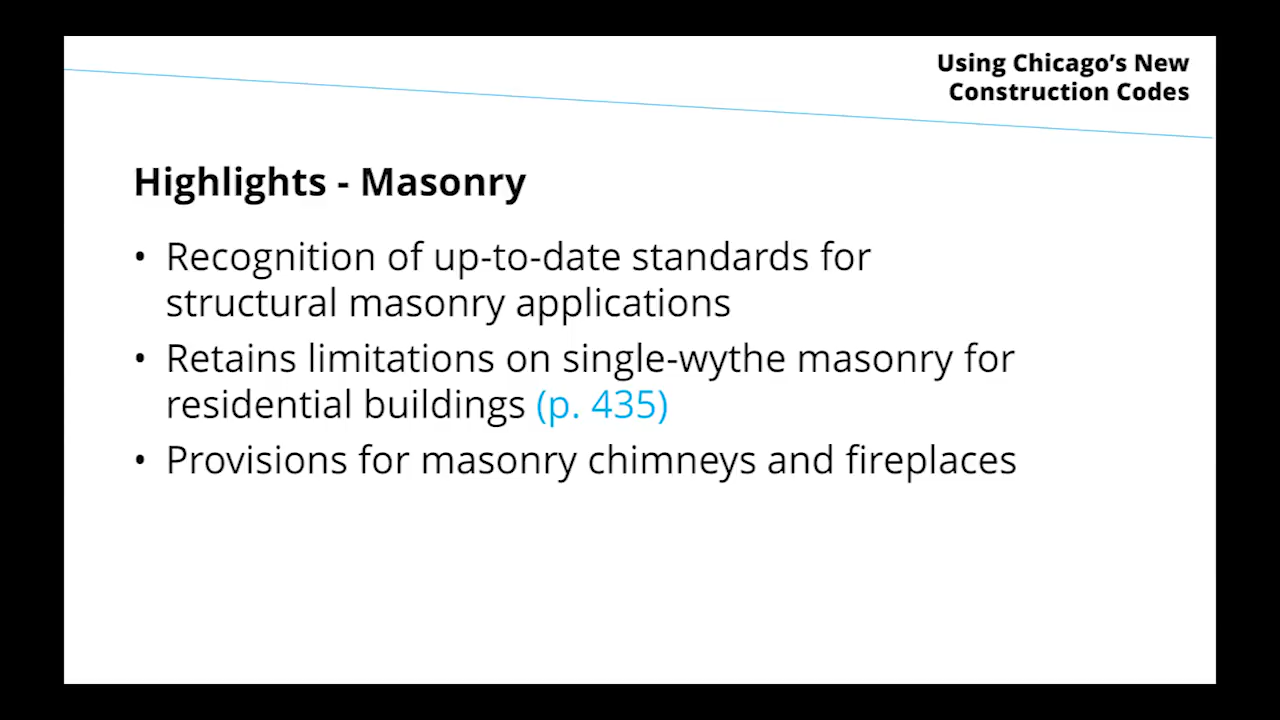 Using Chicago’s New
Construction Codes
Highlights - Masonry
• Recognition of up-to-date standards for
structural masonry applications
• Retains limitations on single-wythe masonry for
residential buildings (p. 435)
• Provisions for masonry chimneys and fireplaces